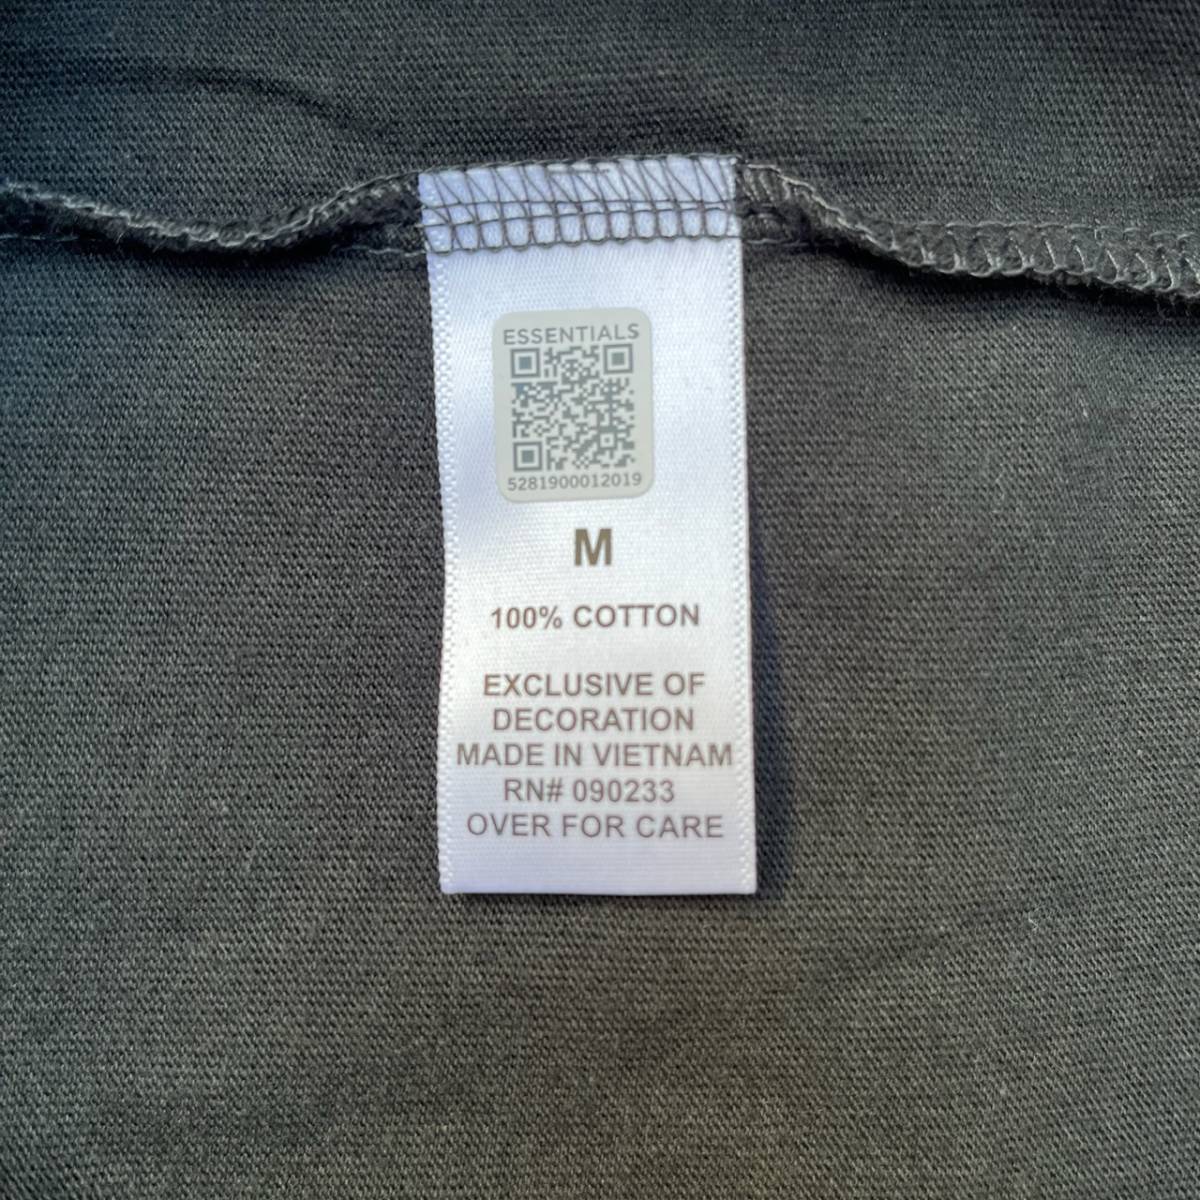 ESSENTIALS
5281900012019
M
100% COTTON
EXCLUSIVE OF
DECORATION
MADE IN VIETNAM
RN# 090233
OVER FOR CARE